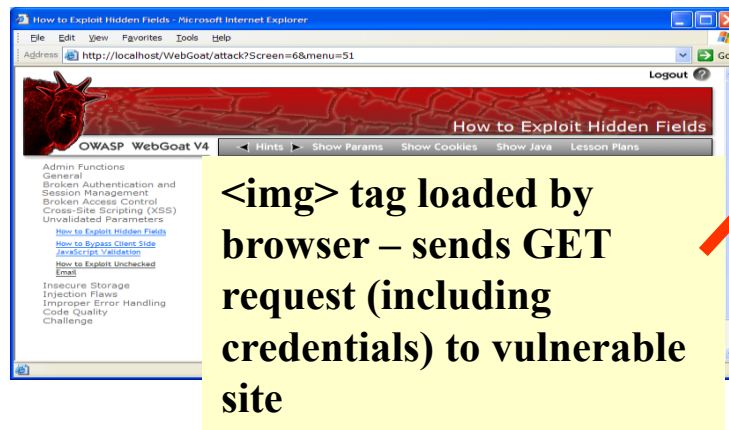 How to Exploit Hidden Fields - Microsoft Internet Explorer
File Edit View Favorites Tools Help
Address http://localhost/WebGoat/attack?Screen=6&menu=51 Go
Logout ?
How to Exploit Hidden Fields
OWASP WebGoat V4 Hints Show Params Show Cookies Show Java Lesson Plans
Admin Functions
General
Broken Authentication and
Session Management
Broken Access Control
Cross-Site Scripting (XSS)
Unvalidated Parameters
How to Exploit Hidden Fields
How to Bypass Client Side
JavaScript Validation
How to Exploit Unchecked
Email
Insecure Storage
Injection Flaws
Improper Error Handling
Code Quality
Challenge
<img> tag loaded by
browser – sends GET
request (including
credentials) to vulnerable
site